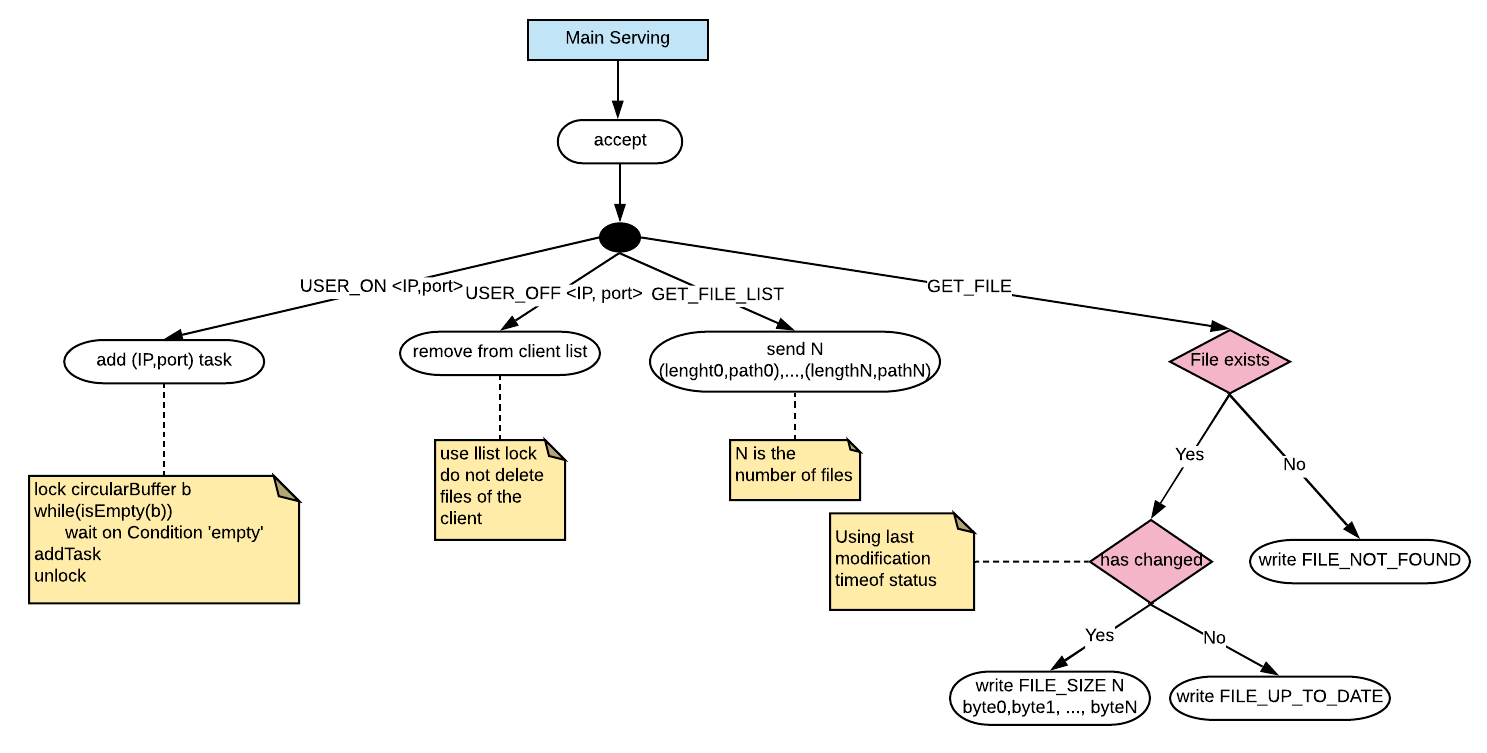 Main Serving
accept
USER_ON <IP,port>
USER_OFF <IP, port>
GET_FILE_LIST
GET_FILE
add (IP,port) task
remove from client list
send N
(lenght0,path0),...,(lengthN,pathN)
File exists
lock circularBuffer b
while(isEmpty(b))
wait on Condition 'empty'
addTask
unlock
use llist lock
do not delete
files of the
client
N is the
number of files
Yes
No
Using last
modification
timeof status
has changed
write FILE_NOT_FOUND
Yes
No
write FILE_SIZE N
byte0,byte1, ..., byteN
write FILE_UP_TO_DATE